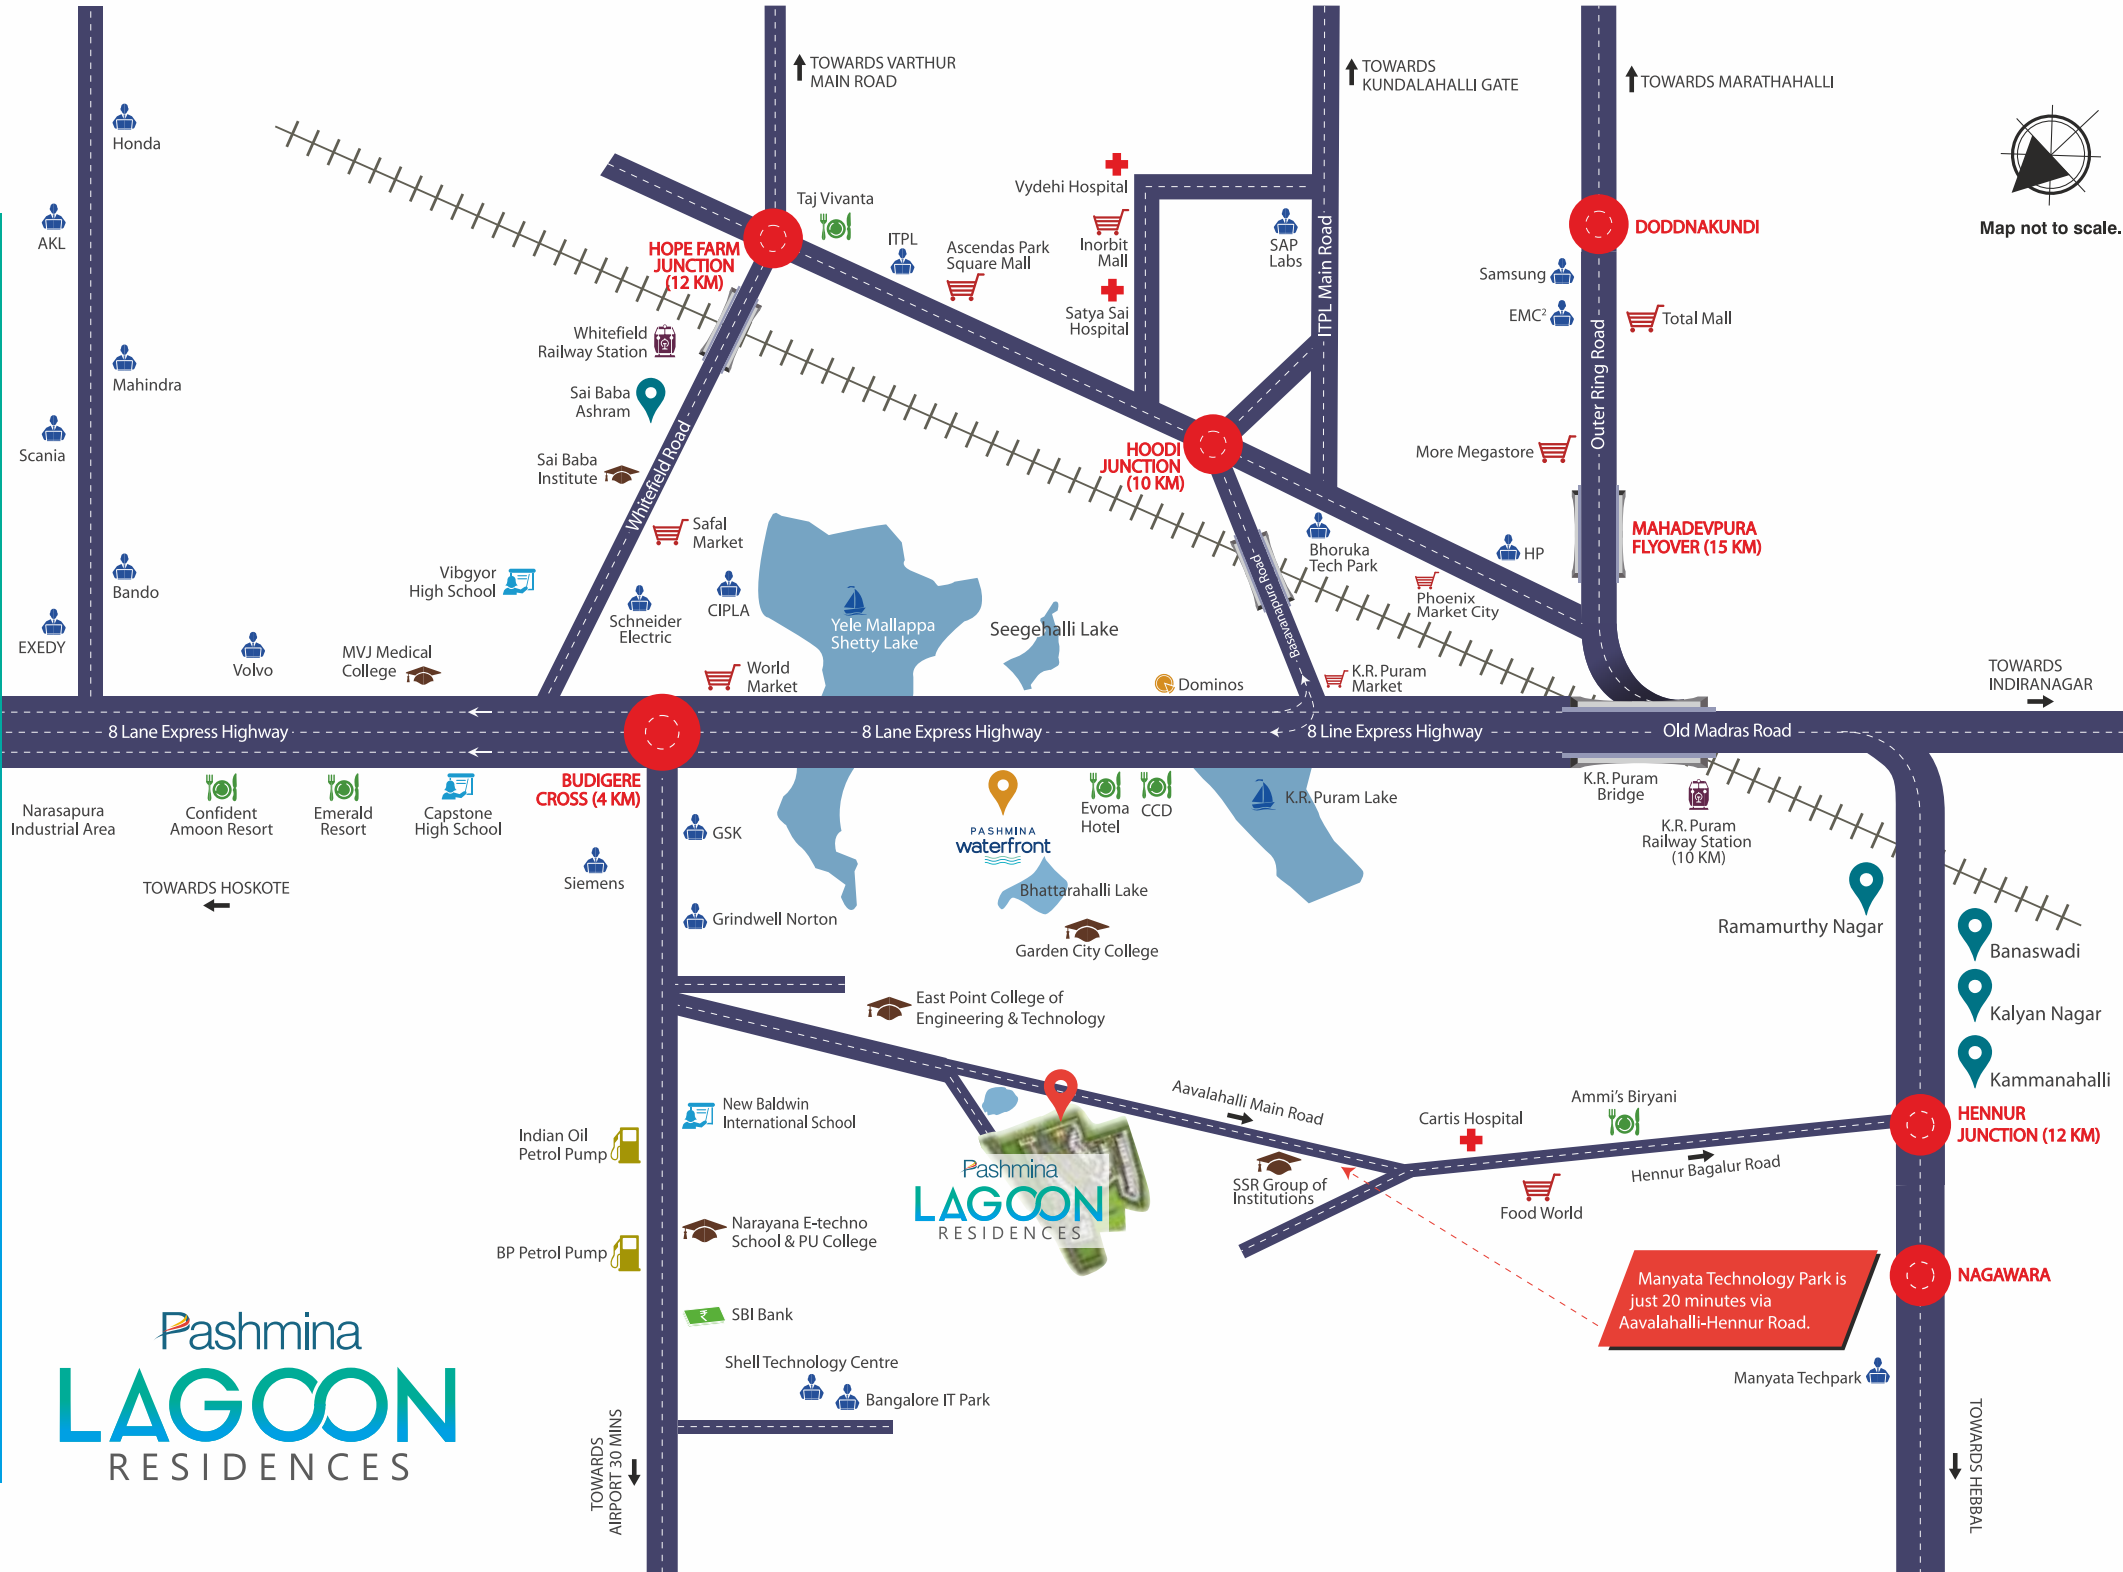 TOWARDS VARTHUR
MAIN ROAD
TOWARDS
KUNDALAHALLI GATE
TOWARDS MARATHAHALLI
Honda
AKL
Mahindra
Scania
Bando
EXEDY
Volvo
MVJ Medical
College
Vibgyor
High School
HOPE FARM
JUNCTION
(12 KM)
Taj Vivanta
ITPL
Ascendas Park
Square Mall
Vydehi Hospital
Inorbit
Mall
Satya Sai
Hospital
SAP
Labs
ITPL Main Road
DODDNAKUNDI
Samsung
EMC²
Total Mall
Outer Ring Road
More Megastore
MAHADEVPURA
FLYOVER (15 KM)
Map not to scale.
Whitefield
Railway Station
Sai Baba
Ashram
Sai Baba
Institute
Whitefield Road
Safal
Market
Schneider
Electric
CIPLA
World
Market
Yele Mallappa
Shetty Lake
Seegehalli Lake
HOODI
JUNCTION
(10 KM)
Basavanapura Road
Bhoruka
Tech Park
HP
Phoenix
Market City
Dominos
K.R. Puram
Market
TOWARDS
INDIRANAGAR
8 Lane Express Highway
8 Lane Express Highway
8 Line Express Highway
Old Madras Road
Narasapura
Industrial Area
Confident
Amoon Resort
Emerald
Resort
Capstone
High School
BUDIGERE
CROSS (4 KM)
TOWARDS HOSKOTE
Siemens
GSK
Grindwell Norton
PASHMINA
waterfront
Evoma
Hotel
CCD
K.R. Puram Lake
K.R. Puram
Bridge
K.R. Puram
Railway Station
(10 KM)
Bhattarahalli Lake
Garden City College
Ramamurthy Nagar
Banaswadi
Kalyan Nagar
Kammanahalli
East Point College of
Engineering & Technology
New Baldwin
International School
Indian Oil
Petrol Pump
Aavalahalli Main Road
Cartis Hospital
Ammi's Biryani
HENNUR
JUNCTION (12 KM)
Hennur Bagalur Road
SSR Group of
Institutions
Food World
Pashmina
LAGOON
RESIDENCES
Narayana E-techno
School & PU College
BP Petrol Pump
NAGAWARA
Manyata Technology Park is
just 20 minutes via
Aavalahalli-Hennur Road.
SBI Bank
Shell Technology Centre
Bangalore IT Park
Manyata Techpark
Pashmina
LAGOON
RESIDENCES
TOWARDS
AIRPORT 30 MINS
TOWARDS HEBBAL